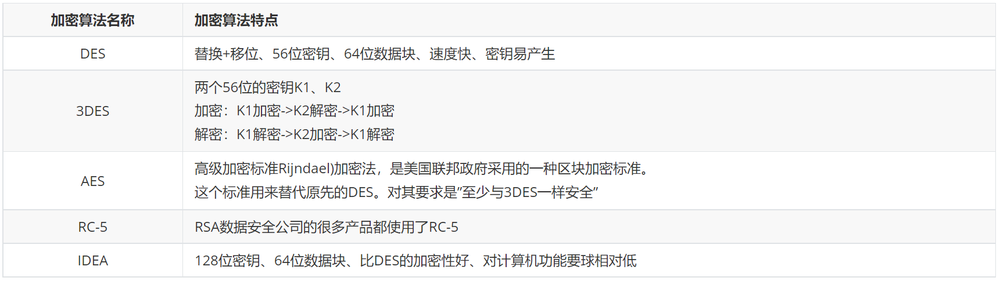 加密算法名称 加密算法特点
DES 替换+移位、56位密钥、64位数据块、速度快、密钥易产生
两个56位的密钥K1、K2
3DES 加密：K1加密->K2解密->K1加密
解密：K1解密->K2加密->K1解密
高级加密标准Rijndael)加密法，是美国联邦政府采用的一种区块加密标准。
AES
这个标准用来替代原先的DES。对其要求是”至少与3DES一样安全”
RC-5 RSA数据安全公司的很多产品都使用了RC-5
IDEA 128位密钥、64位数据块、比DES的加密性好、对计算机功能要球相对低